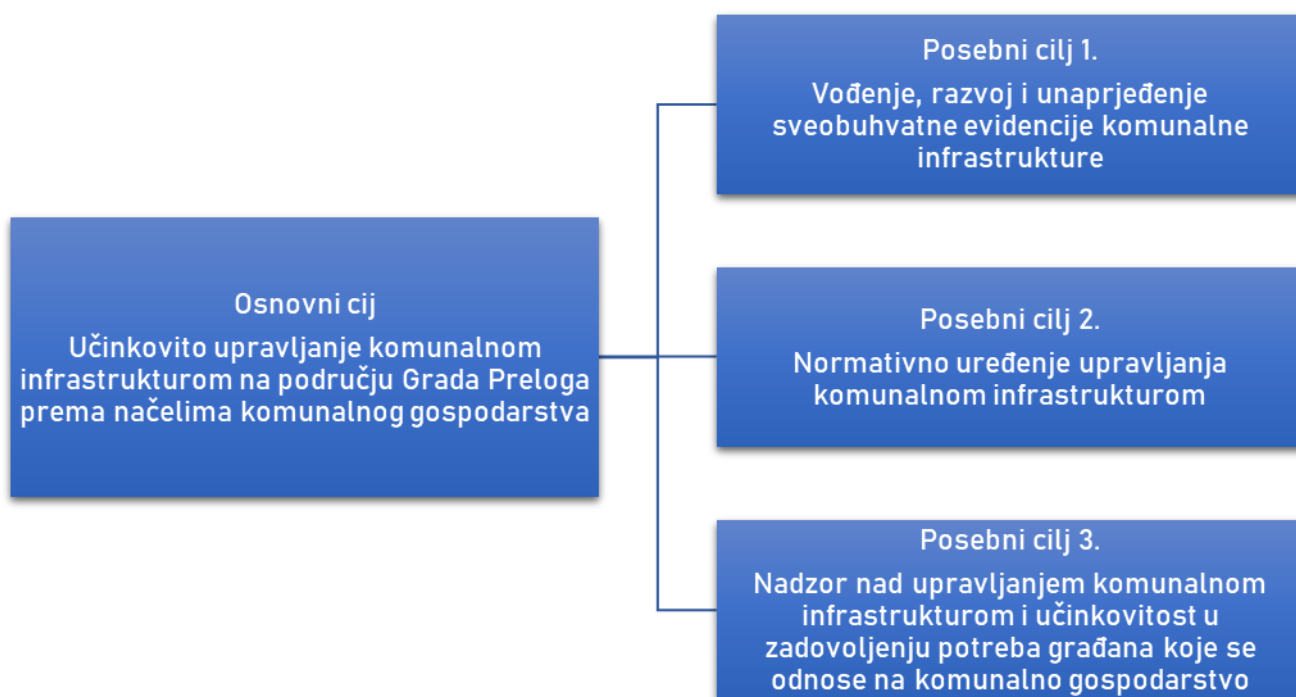 Osnovni cij
Učinkovito upravljanje komunalnom
infrastrukturom na području Grada Preloga
prema načelima komunalnog gospodarstva
Posebni cilj 1.
Vođenje, razvoj i unaprjeđenje
sveobuhvatne evidencije komunalne
infrastrukture
Posebni cilj 2.
Normativno uređenje upravljanja
komunalnom infrastrukturom
Posebni cilj 3.
Nadzor nad upravljanjem komunalnom
infrastrukturom i učinkovitost u
zadovoljenju potreba građana koje se
odnose na komunalno gospodarstvo